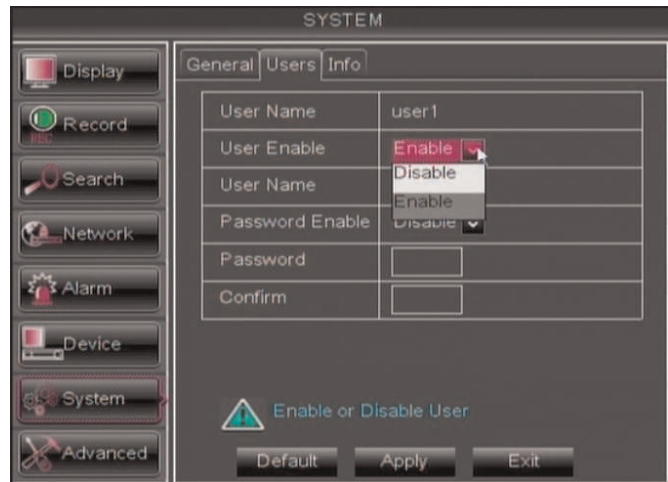 SYSTEM
Display
Record
REC
Search
Network
Alarm
Device
System
Advanced
General Users Info
User Name user1
User Enable Enable
Disable
Enable
User Name
Password Enable Disable
Password
Confirm
Enable or Disable User
Default Apply Exit